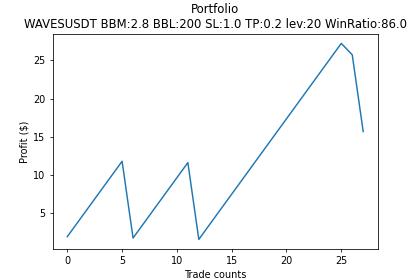 Portfolio
WAVESUSDT BBM:2.8 BBL:200 SL:1.0 TP:0.2 lev:20 WinRatio:86.0
25
20
15
10
5
Profit ($)
0 5 10 15 20 25
Trade counts